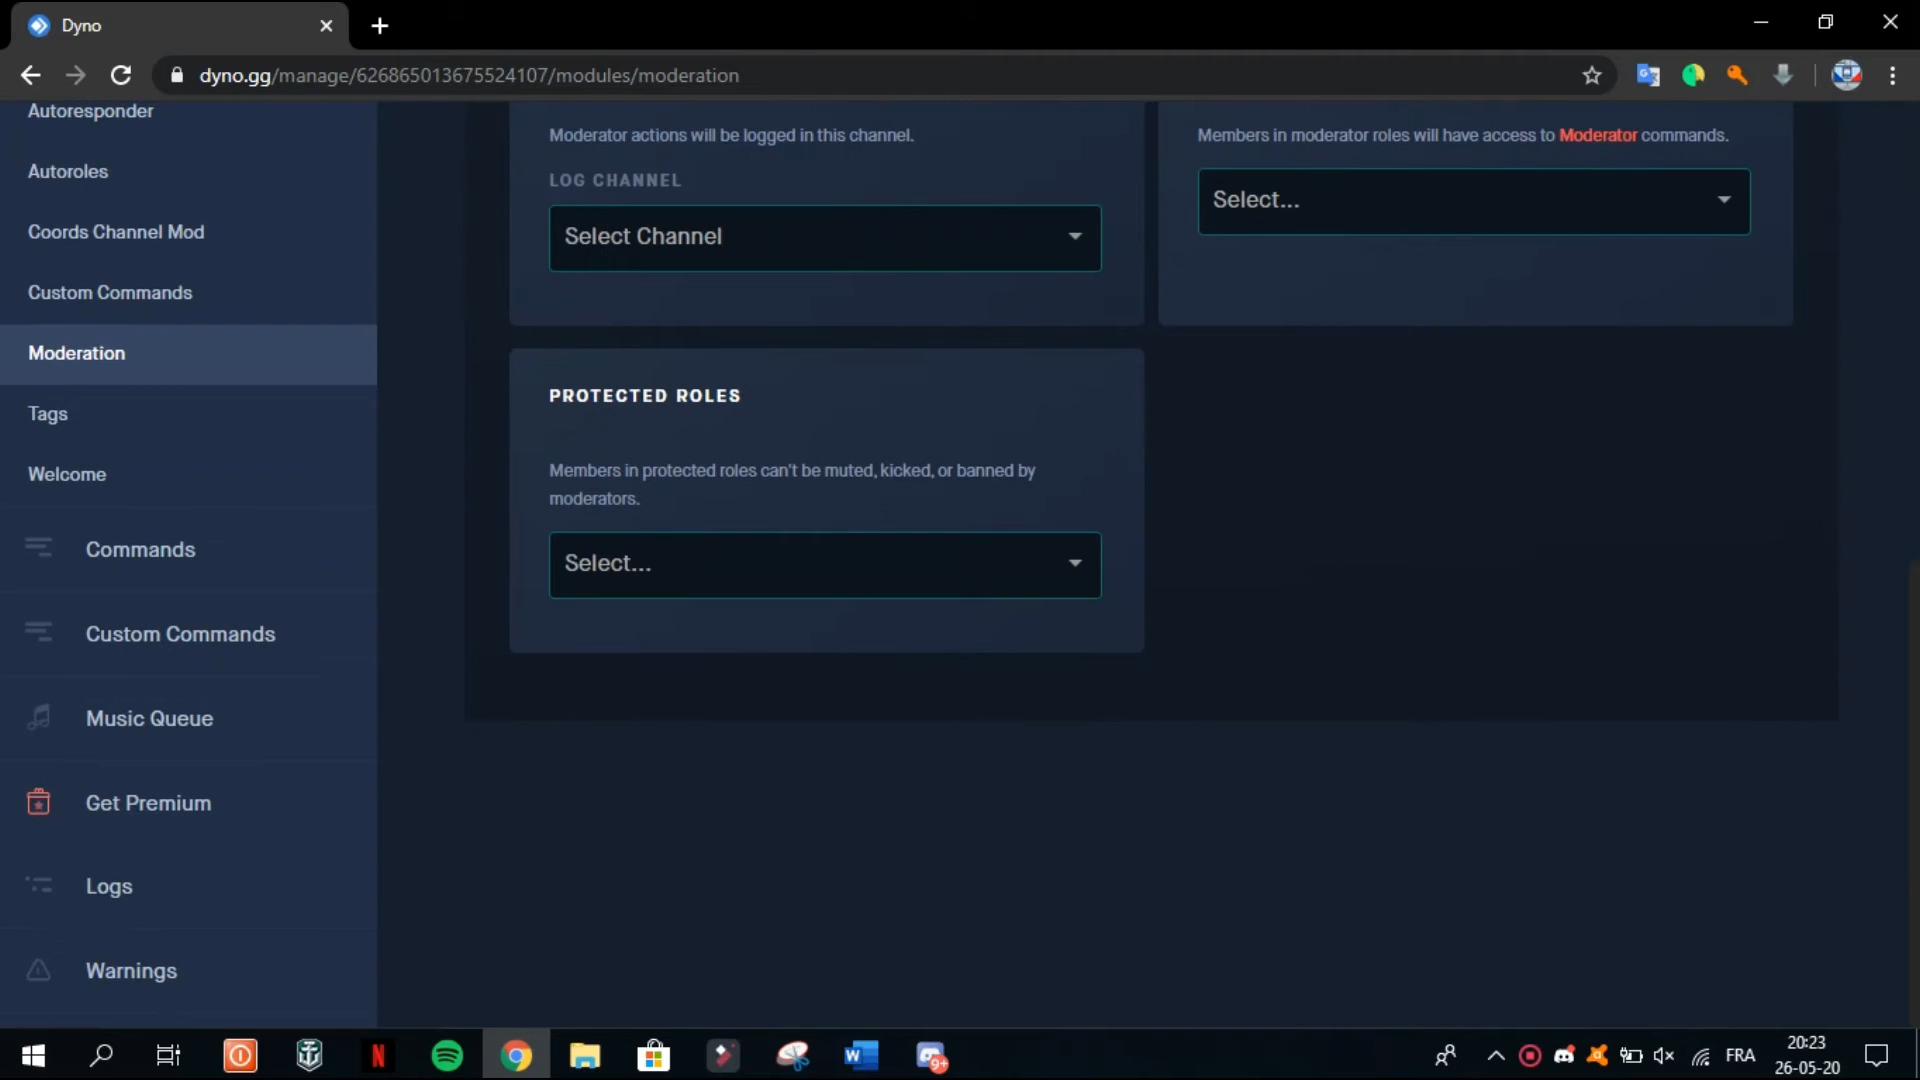 Dyno
dyno.gg/manage/626865013675524107/modules/moderation
Autoresponder
Autoroles
Coords Channel Mod
Custom Commands
Moderation
Tags
Welcome
Commands
Custom Commands
Music Queue
Get Premium
Logs
Warnings
Moderator actions will be logged in this channel.
LOG CHANNEL
Select Channel
Members in moderator roles will have access to Moderator commands.
Select...
PROTECTED ROLES
Members in protected roles can't be muted, kicked, or banned by
moderators.
Select...
9+
FRA
20:23
26-05-20